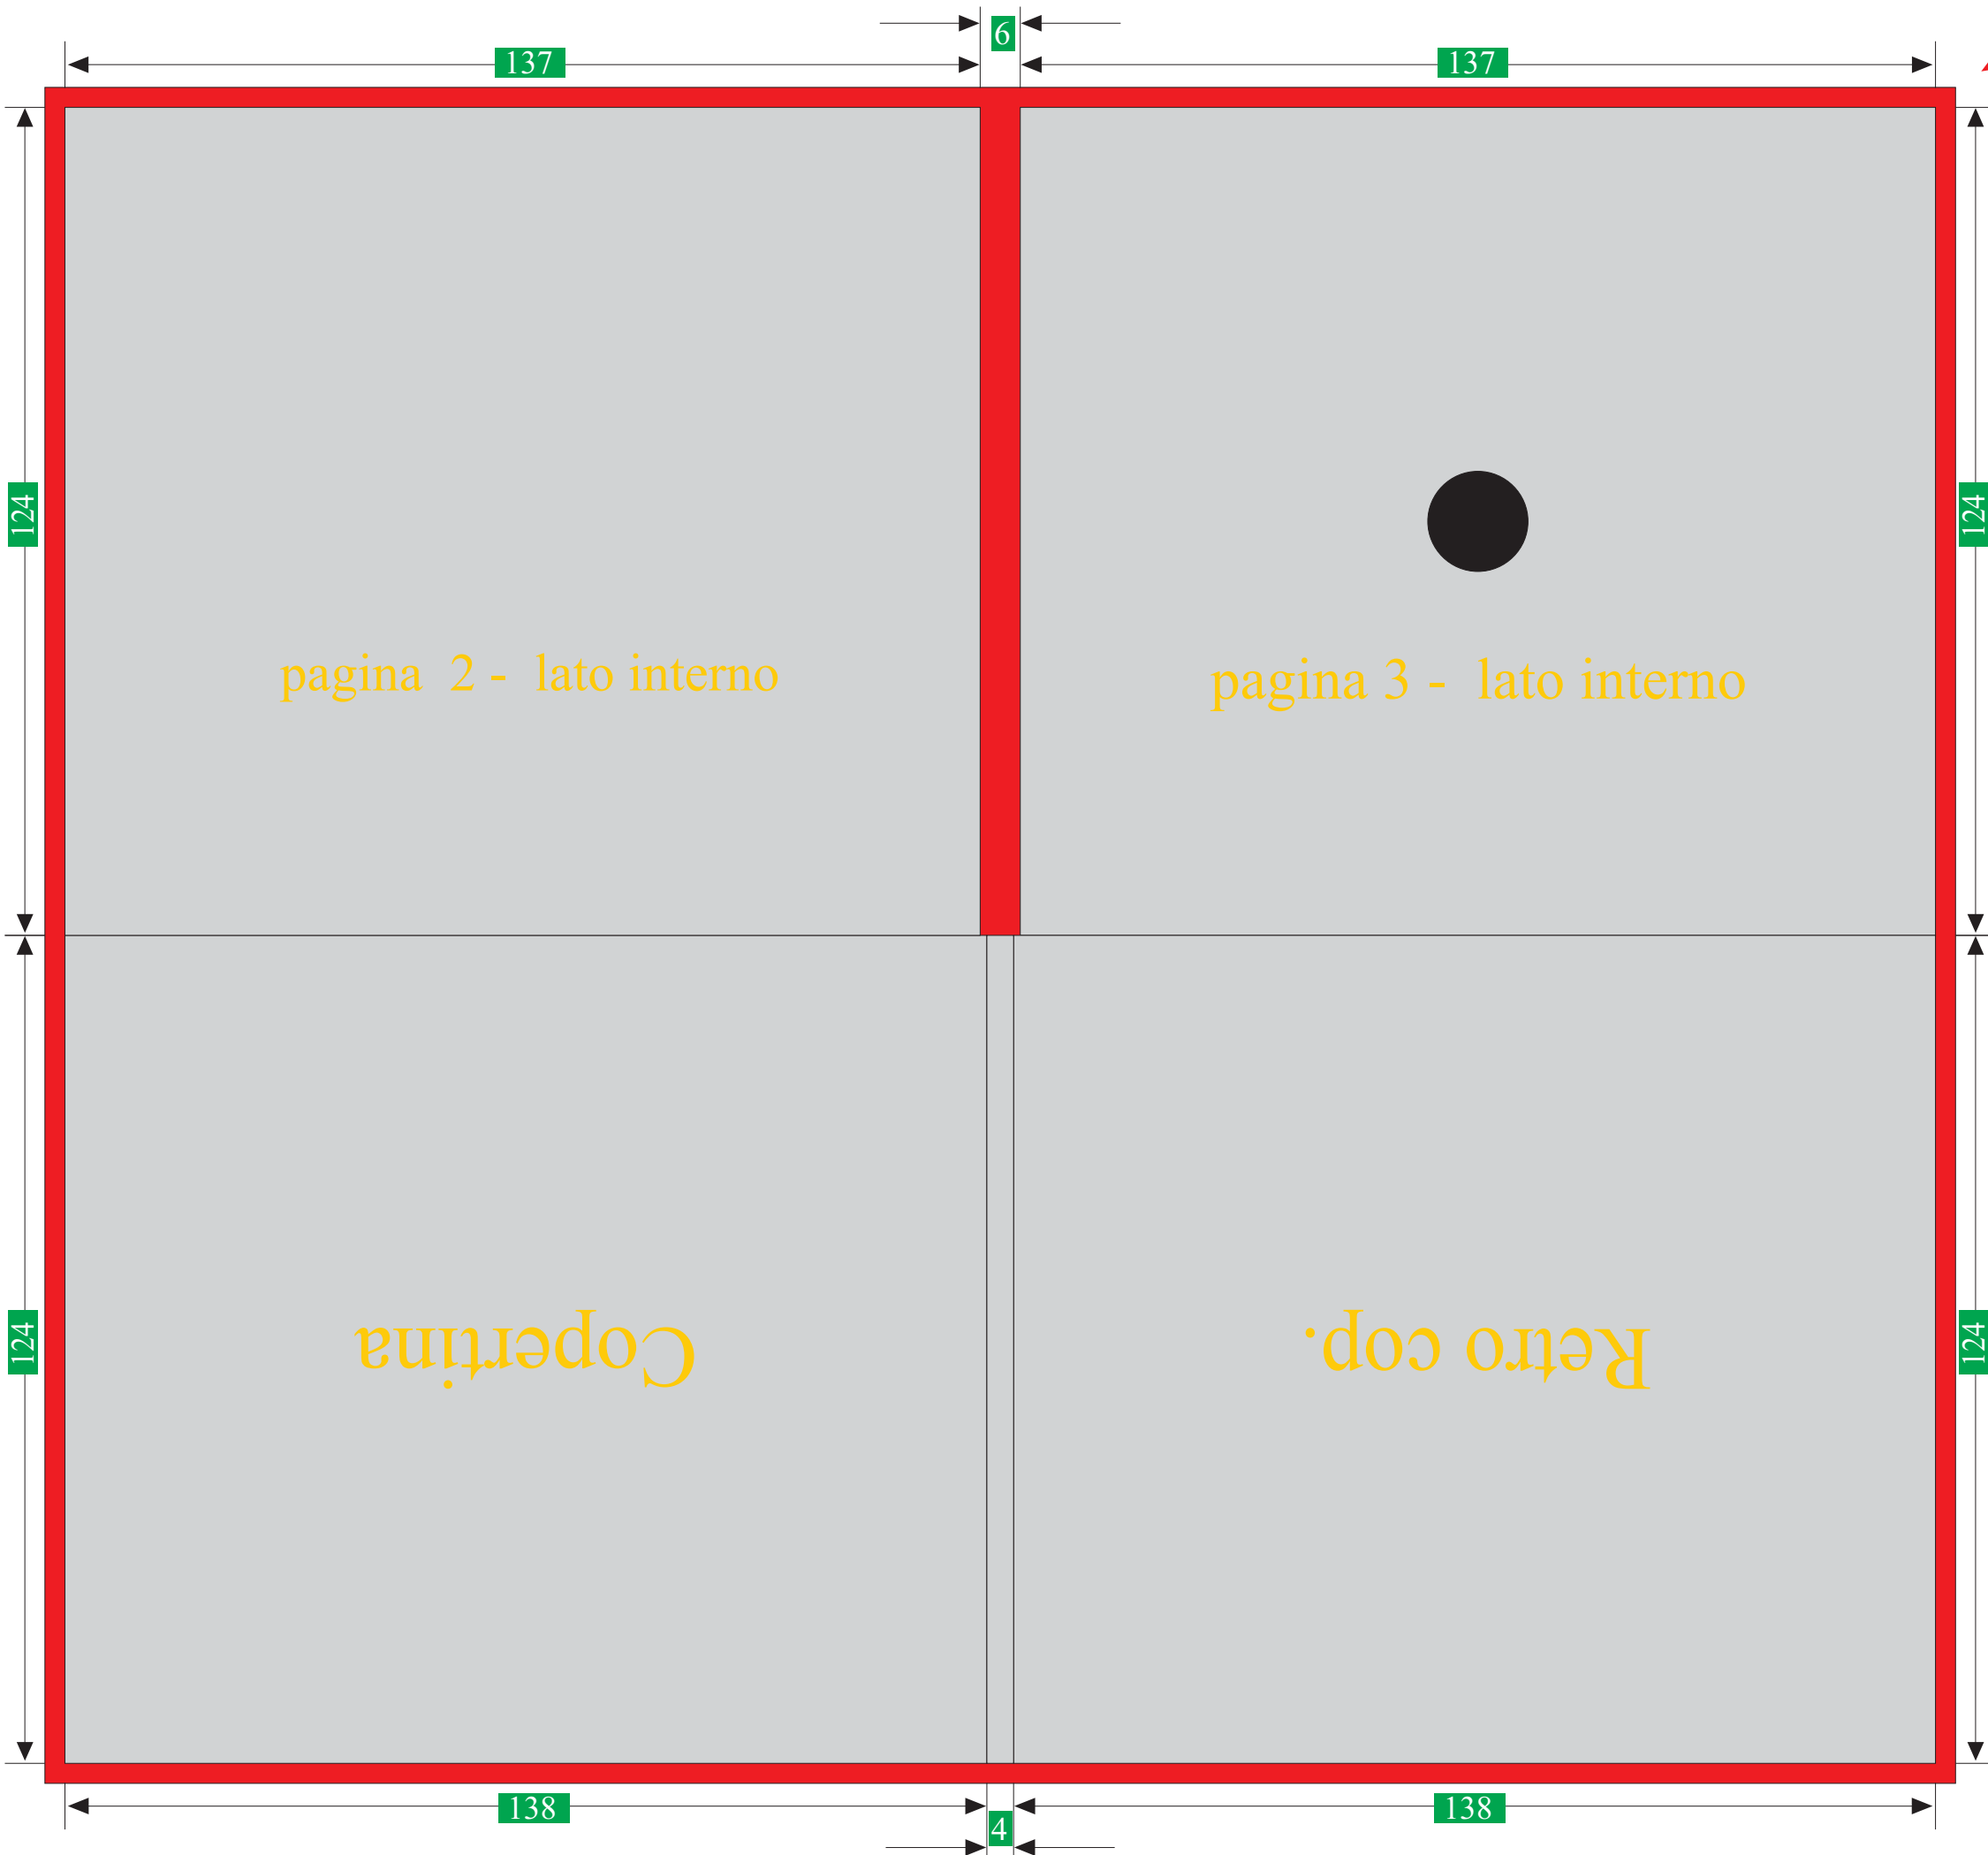 6
137
137
124
124
pagina 2 - lato interno
pagina 3 - lato interno
124
124
Copertina
Retro cop.
138
138
4